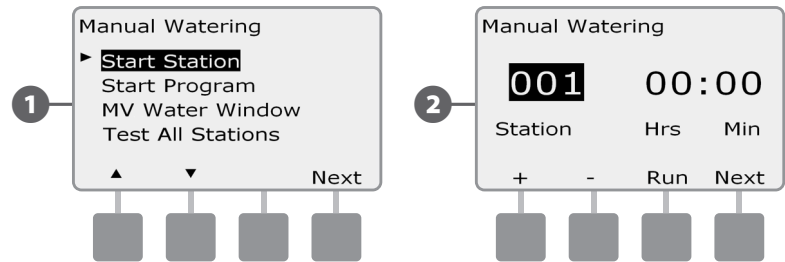 1
Manual Watering
► Start Station
Start Program
MV Water Window
Test All Stations
▲ ▼ Next
2
Manual Watering
001 00:00
Station Hrs Min
+ - Run Next